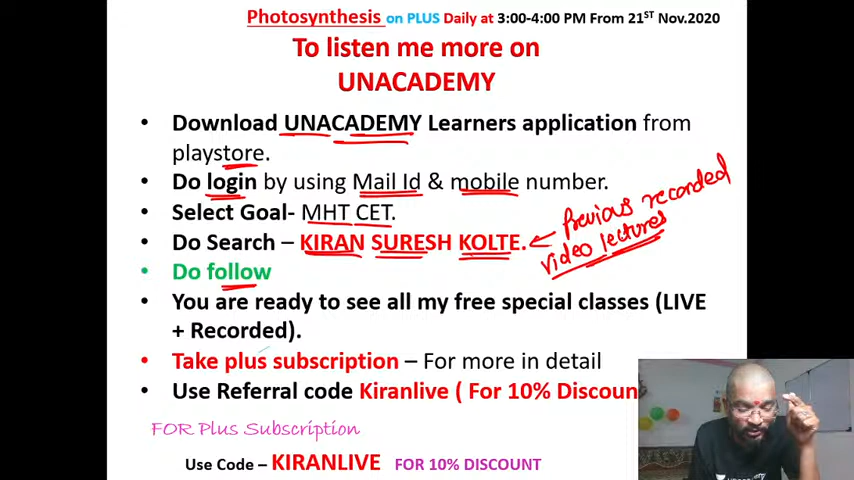 Photosynthesis on PLUS Daily at 3:00-4:00 PM From 21ST Nov.2020
To listen me more on
UNACADEMY
• Download UNACADEMY Learners application from
playstore.
• Do login by using Mail Id & mobile number.
• Select Goal- MHT CET.
• Do Search – KIRAN SURESH KOLTE. ← Previous recorded
video lectures
• Do follow
• You are ready to see all my free special classes (LIVE
+ Recorded).
• Take plus subscription – For more in detail
• Use Referral code Kiranlive ( For 10% Discoun
FOR Plus Subscription
Use Code – KIRANLIVE FOR 10% DISCOUNT